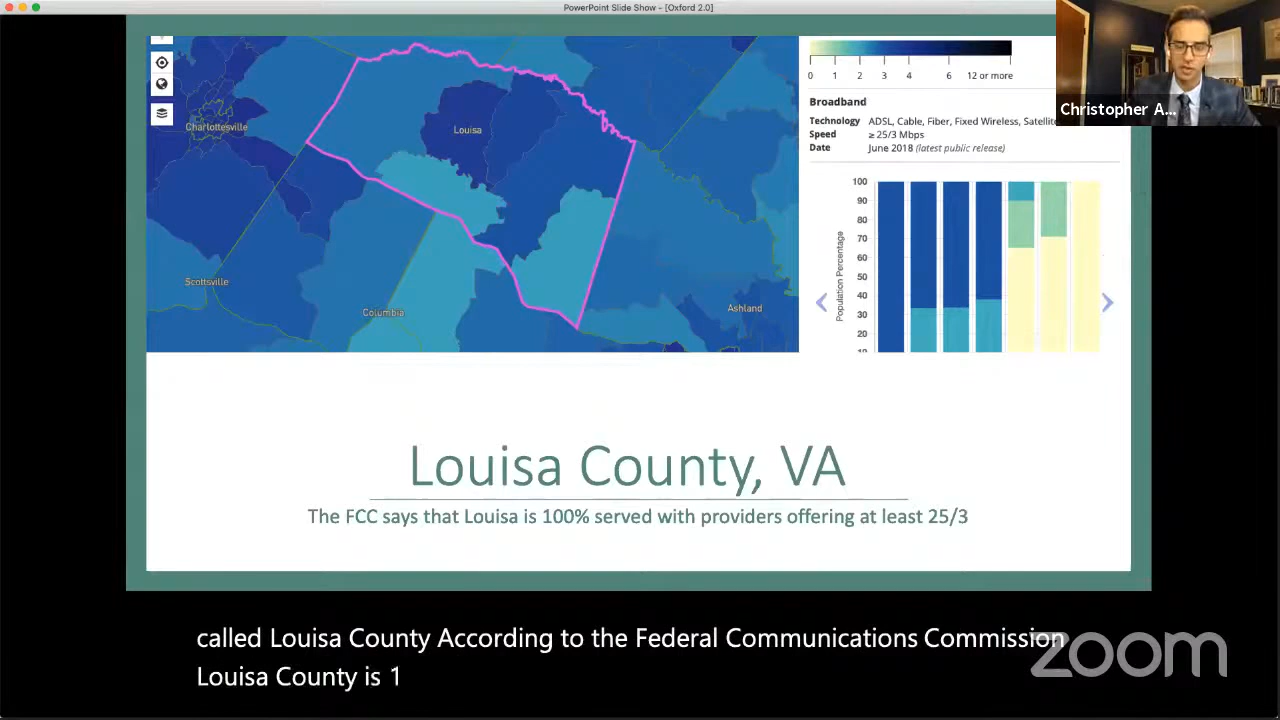 PowerPoint Slide Show - [Oxford 2.0]
Charlottesville
Louisa
Scottsville
Columbia
Ashland
0 1 2 3 4 6 12 or more
Broadband
Technology ADSL, Cable, Fiber, Fixed Wireless, Satellite
Speed ≥ 25/3 Mbps
Date June 2018 (latest public release)
Population Percentage
100
90
80
70
60
50
40
30
20
10
Christopher A...
Louisa County, VA
The FCC says that Louisa is 100% served with providers offering at least 25/3
called Louisa County According to the Federal Communications Commission
Louisa County is 1
zoom